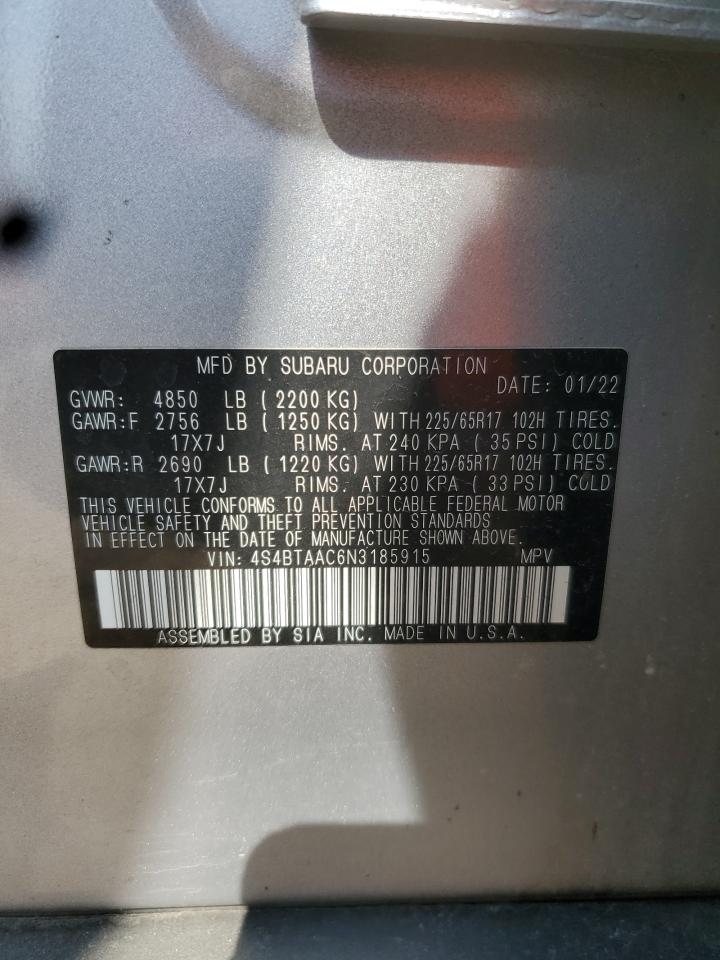 MFD BY SUBARU CORPORATION
DATE: 01/22
GVWR: 4850 LB ( 2200 KG)
GAWR:F 2756 LB ( 1250 KG) WITH 225/65R17 102H TIRES.
17X7J RIMS. AT 240 KPA ( 35 PSI) COLD
GAWR:R 2690 LB ( 1220 KG) WITH 225/65R17 102H TIRES.
17X7J RIMS. AT 230 KPA ( 33 PSI) COLD
THIS VEHICLE CONFORMS TO ALL APPLICABLE FEDERAL MOTOR
VEHICLE SAFETY AND THEFT PREVENTION STANDARDS
IN EFFECT ON THE DATE OF MANUFACTURE SHOWN ABOVE.
VIN: 4S4BTAAC6N3185915 MPV
ASSEMBLED BY SIA INC. MADE IN U.S.A.